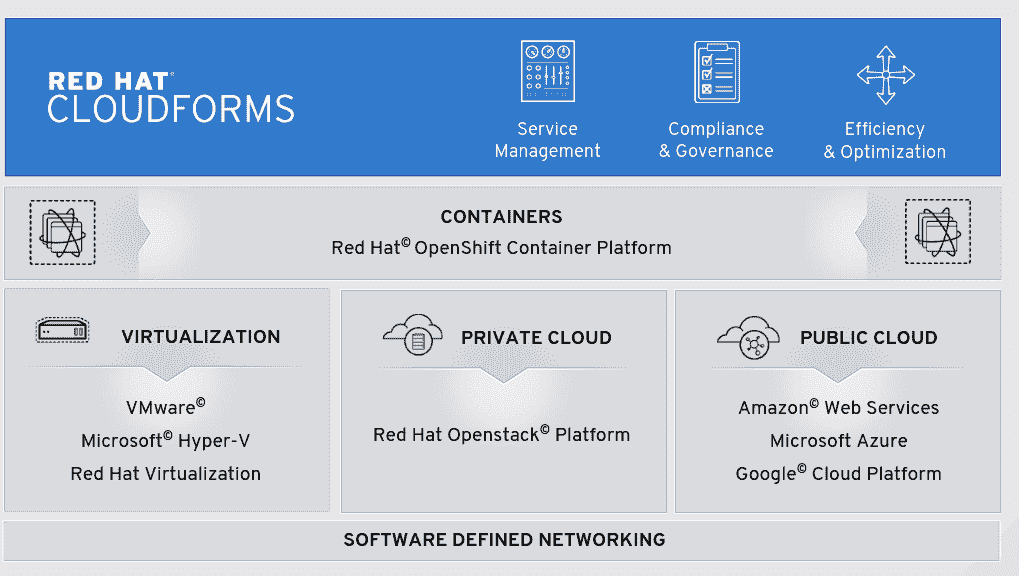 RED HAT®
CLOUDFORMS
Service
Management
Compliance
& Governance
Efficiency
& Optimization
CONTAINERS
Red Hat© OpenShift Container Platform
VIRTUALIZATION
VMware©
Microsoft© Hyper-V
Red Hat Virtualization
PRIVATE CLOUD
Red Hat Openstack© Platform
PUBLIC CLOUD
Amazon© Web Services
Microsoft Azure
Google© Cloud Platform
SOFTWARE DEFINED NETWORKING